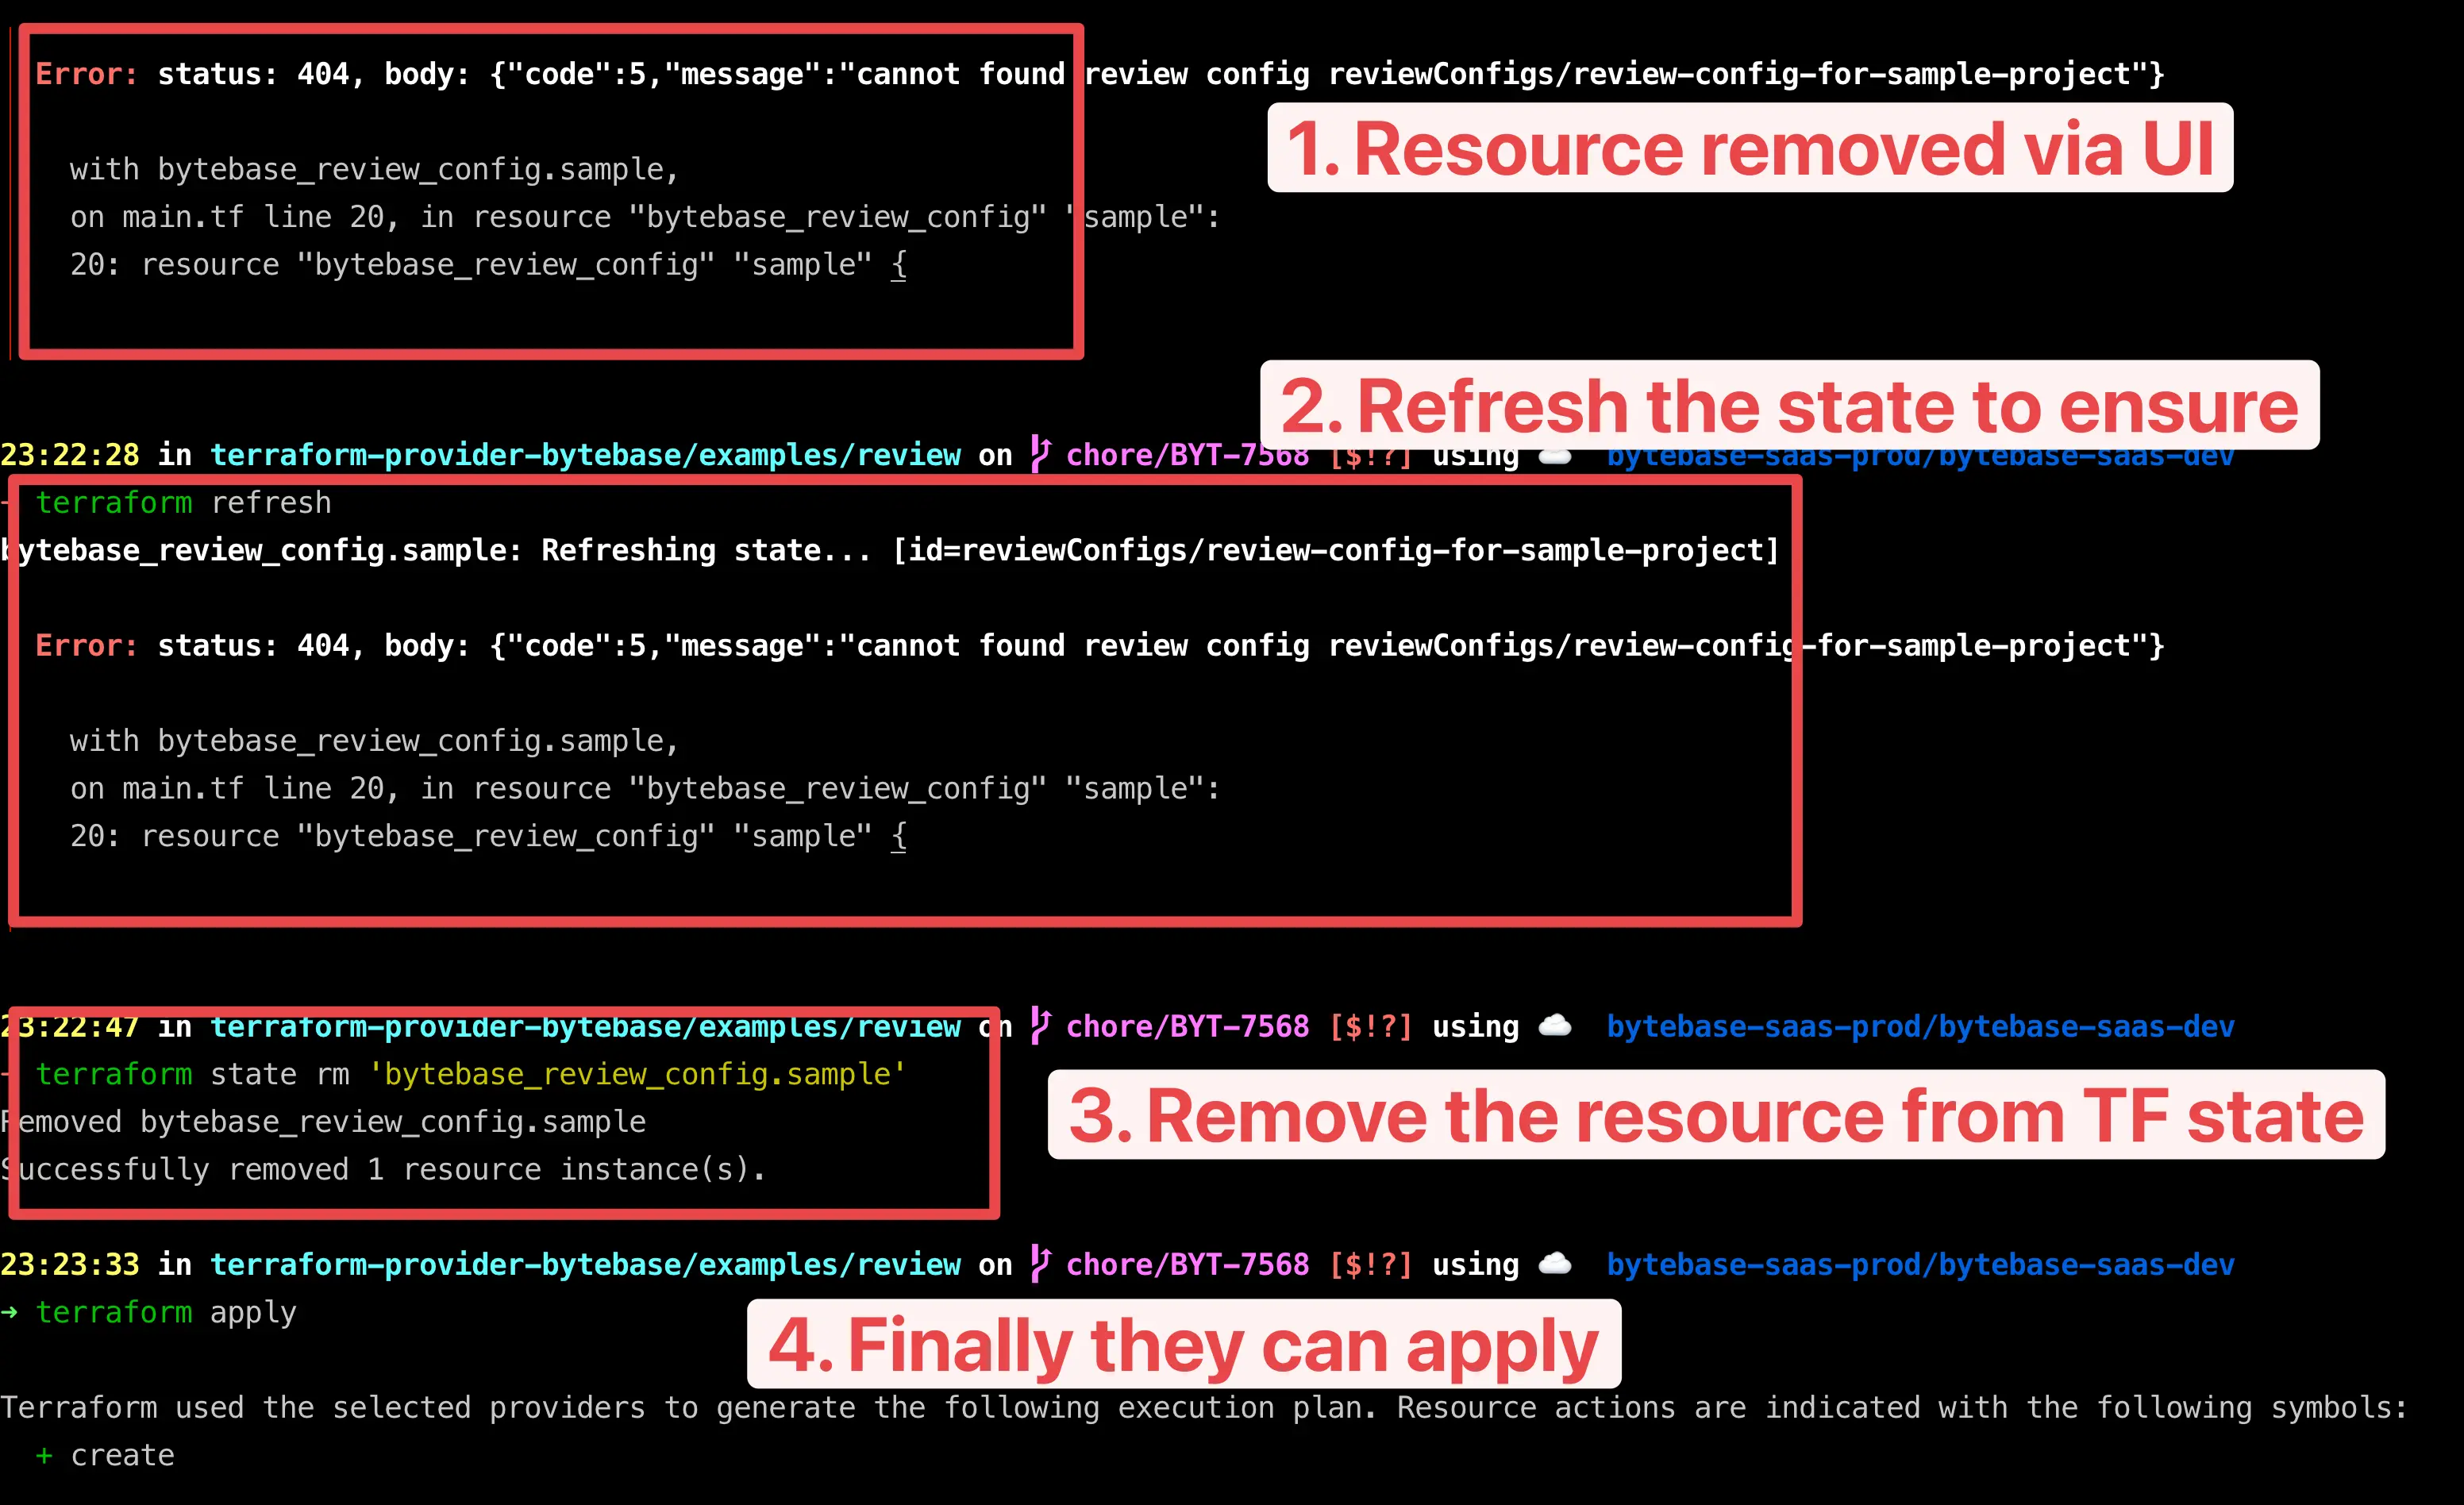 Error: status: 404, body: {"code":5,"message":"cannot found review config reviewConfigs/review-config-for-sample-project"}
1. Resource removed via UI
with bytebase_review_config.sample,
on main.tf line 20, in resource "bytebase_review_config" "sample":
20: resource "bytebase_review_config" "sample" {
2. Refresh the state to ensure
23:22:28 in terraform-provider-bytebase/examples/review on chore/BYT-7568 [$!?] using ☁️ bytebase-saas-prod/bytebase-saas-dev
terraform refresh
bytebase_review_config.sample: Refreshing state... [id=reviewConfigs/review-config-for-sample-project]
Error: status: 404, body: {"code":5,"message":"cannot found review config reviewConfigs/review-config-for-sample-project"}
with bytebase_review_config.sample,
on main.tf line 20, in resource "bytebase_review_config" "sample":
20: resource "bytebase_review_config" "sample" {
23:22:47 in terraform-provider-bytebase/examples/review on chore/BYT-7568 [$!?] using ☁️ bytebase-saas-prod/bytebase-saas-dev
terraform state rm 'bytebase_review_config.sample'
3. Remove the resource from TF state
Removed bytebase_review_config.sample
Successfully removed 1 resource instance(s).
23:23:33 in terraform-provider-bytebase/examples/review on chore/BYT-7568 [$!?] using ☁️ bytebase-saas-prod/bytebase-saas-dev
➜ terraform apply
4. Finally they can apply
Terraform used the selected providers to generate the following execution plan. Resource actions are indicated with the following symbols:
+ create